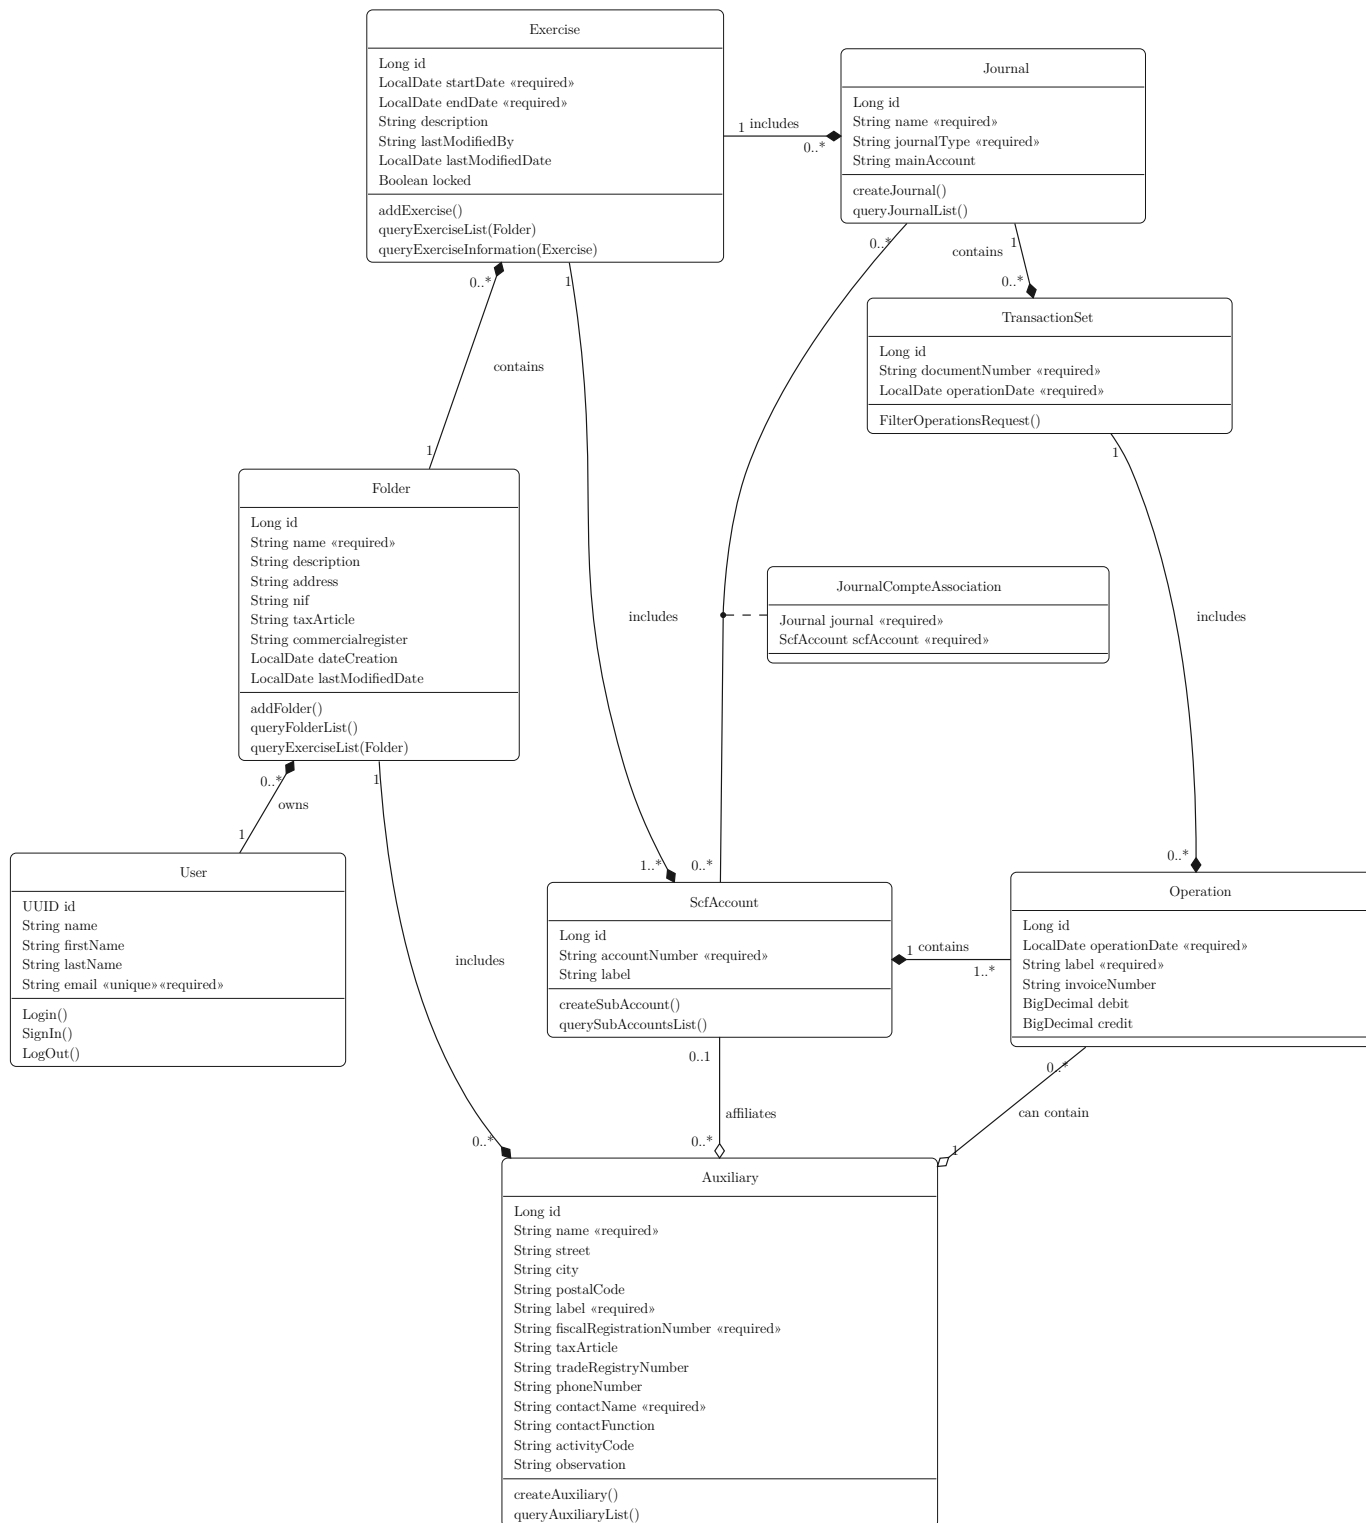 Exercise
Long id
LocalDate startDate «required»
LocalDate endDate «required»
String description
String lastModifiedBy
LocalDate lastModifiedDate
Boolean locked
addExercise()
queryExerciseList(Folder)
queryExerciseInformation(Exercise)
1 includes
0..*
Journal
Long id
String name «required»
String journalType «required»
String mainAccount
createJournal()
queryJournalList()
0..*
1
contains
0..*
0..*
1
contains
1
TransactionSet
Long id
String documentNumber «required»
LocalDate operationDate «required»
FilterOperationsRequest()
1
Folder
Long id
String name «required»
String description
String address
String nif
String taxArticle
String commercialregister
LocalDate dateCreation
LocalDate lastModifiedDate
addFolder()
queryFolderList()
queryExerciseList(Folder)
includes
JournalCompteAssociation
Journal journal «required»
ScfAccount scfAccount «required»
includes
0..*
owns
1
1
1..*
0..*
0..*
User
UUID id
String name
String firstName
String lastName
String email «unique»«required»
Login()
SignIn()
LogOut()
includes
ScfAccount
Long id
String accountNumber «required»
String label
createSubAccount()
querySubAccountsList()
1 contains
1..*
Operation
Long id
LocalDate operationDate «required»
String label «required»
String invoiceNumber
BigDecimal debit
BigDecimal credit
0..1
affiliates
0..*
0..*
0..*
can contain
1
Auxiliary
Long id
String name «required»
String street
String city
String postalCode
String label «required»
String fiscalRegistrationNumber «required»
String taxArticle
String tradeRegistryNumber
String phoneNumber
String contactName «required»
String contactFunction
String activityCode
String observation
createAuxiliary()
queryAuxiliaryList()